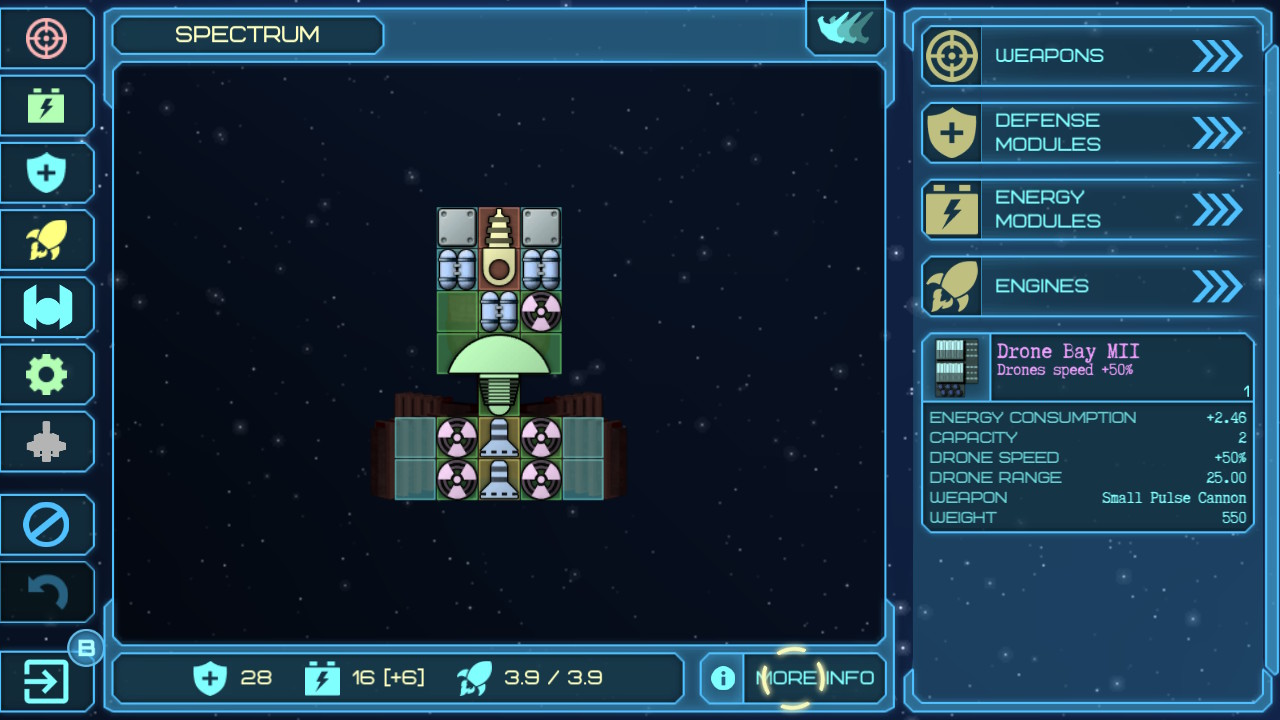 SPECTRUM
WEAPONS
DEFENSE
MODULES
ENERGY
MODULES
ENGINES
Drone Bay MII
Drones speed +50%
1
ENERGY CONSUMPTION +2.46
CAPACITY 2
DRONE SPEED +50%
DRONE RANGE 25.00
WEAPON Small Pulse Cannon
WEIGHT 550
B
28 16 [+6] 3.9 / 3.9 MORE INFO